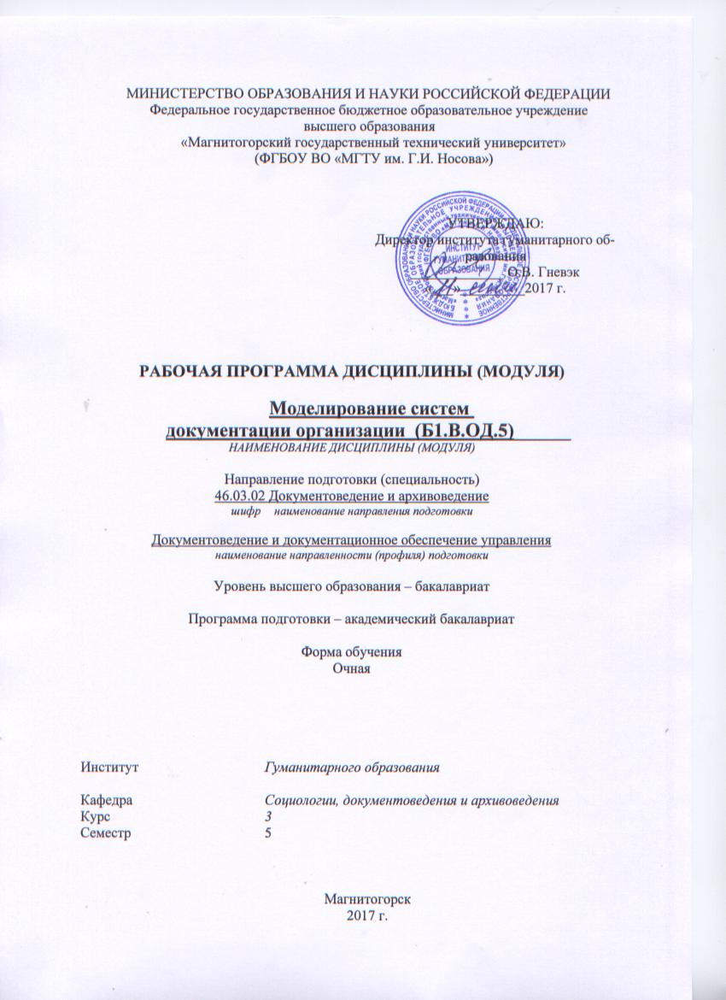 МИНИСТЕРСТВО ОБРАЗОВАНИЯ И НАУКИ РОССИЙСКОЙ ФЕДЕРАЦИИ
Федеральное государственное бюджетное образовательное учреждение
высшего образования
«Магнитогорский государственный технический университет»
(ФГБОУ ВО «МГТУ им. Г.И. Носова»)
УТВЕРЖДАЮ:
Директор института гуманитарного об-
разования
О.В. Гневэк
2017 г.
ИНСТИТУТ
ГУМАНИТАРНОГО
ОБРАЗОВАНИЯ
РАБОЧАЯ ПРОГРАММА ДИСЦИПЛИНЫ (МОДУЛЯ)
Моделирование систем
документации организации (Б1.В.ОД.5)
НАИМЕНОВАНИЕ ДИСЦИПЛИНЫ (МОДУЛЯ)
Направление подготовки (специальность)
46.03.02 Документоведение и архивоведение
шифр наименование направления подготовки
Документоведение и документационное обеспечение управления
наименование направленности (профиля) подготовки
Уровень высшего образования – бакалавриат
Программа подготовки – академический бакалавриат
Форма обучения
Очная
Институт Гуманитарного образования
Кафедра Социологии, документоведения и архивоведения
Курс 3
Семестр 5
Магнитогорск
2017 г.